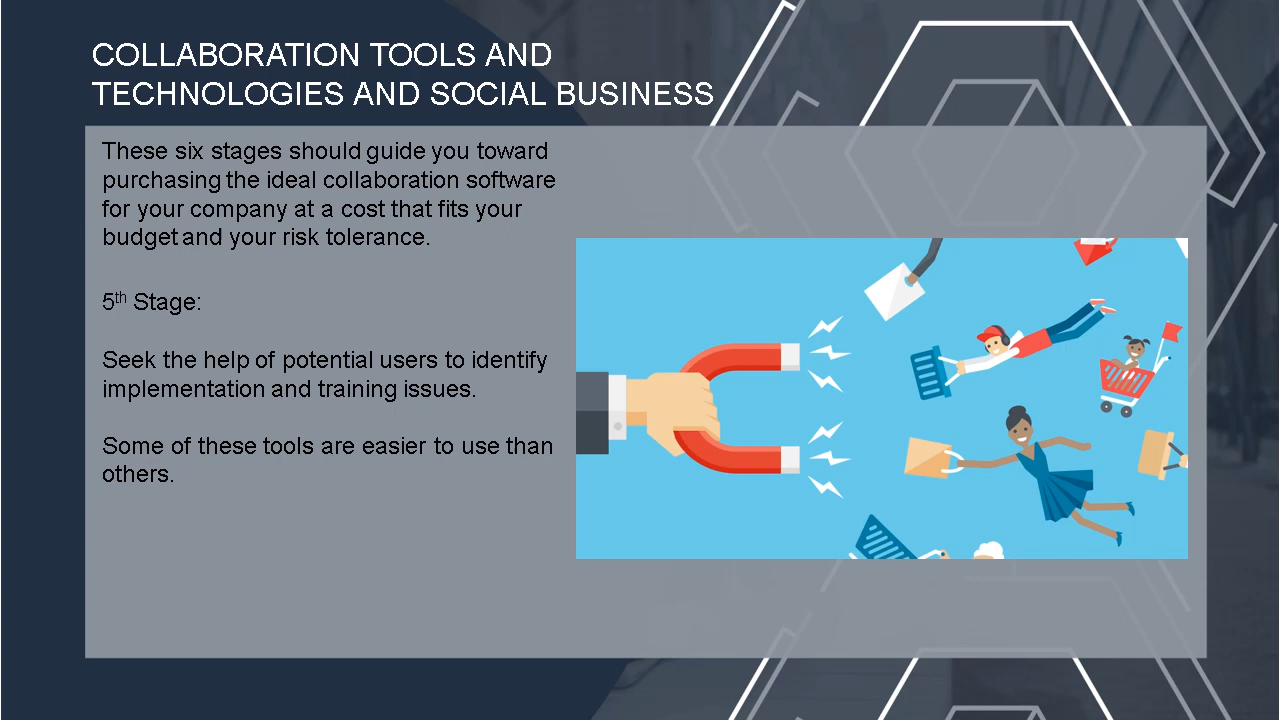 COLLABORATION TOOLS AND
TECHNOLOGIES AND SOCIAL BUSINESS
These six stages should guide you toward
purchasing the ideal collaboration software
for your company at a cost that fits your
budget and your risk tolerance.
5th Stage:
Seek the help of potential users to identify
implementation and training issues.
Some of these tools are easier to use than
others.